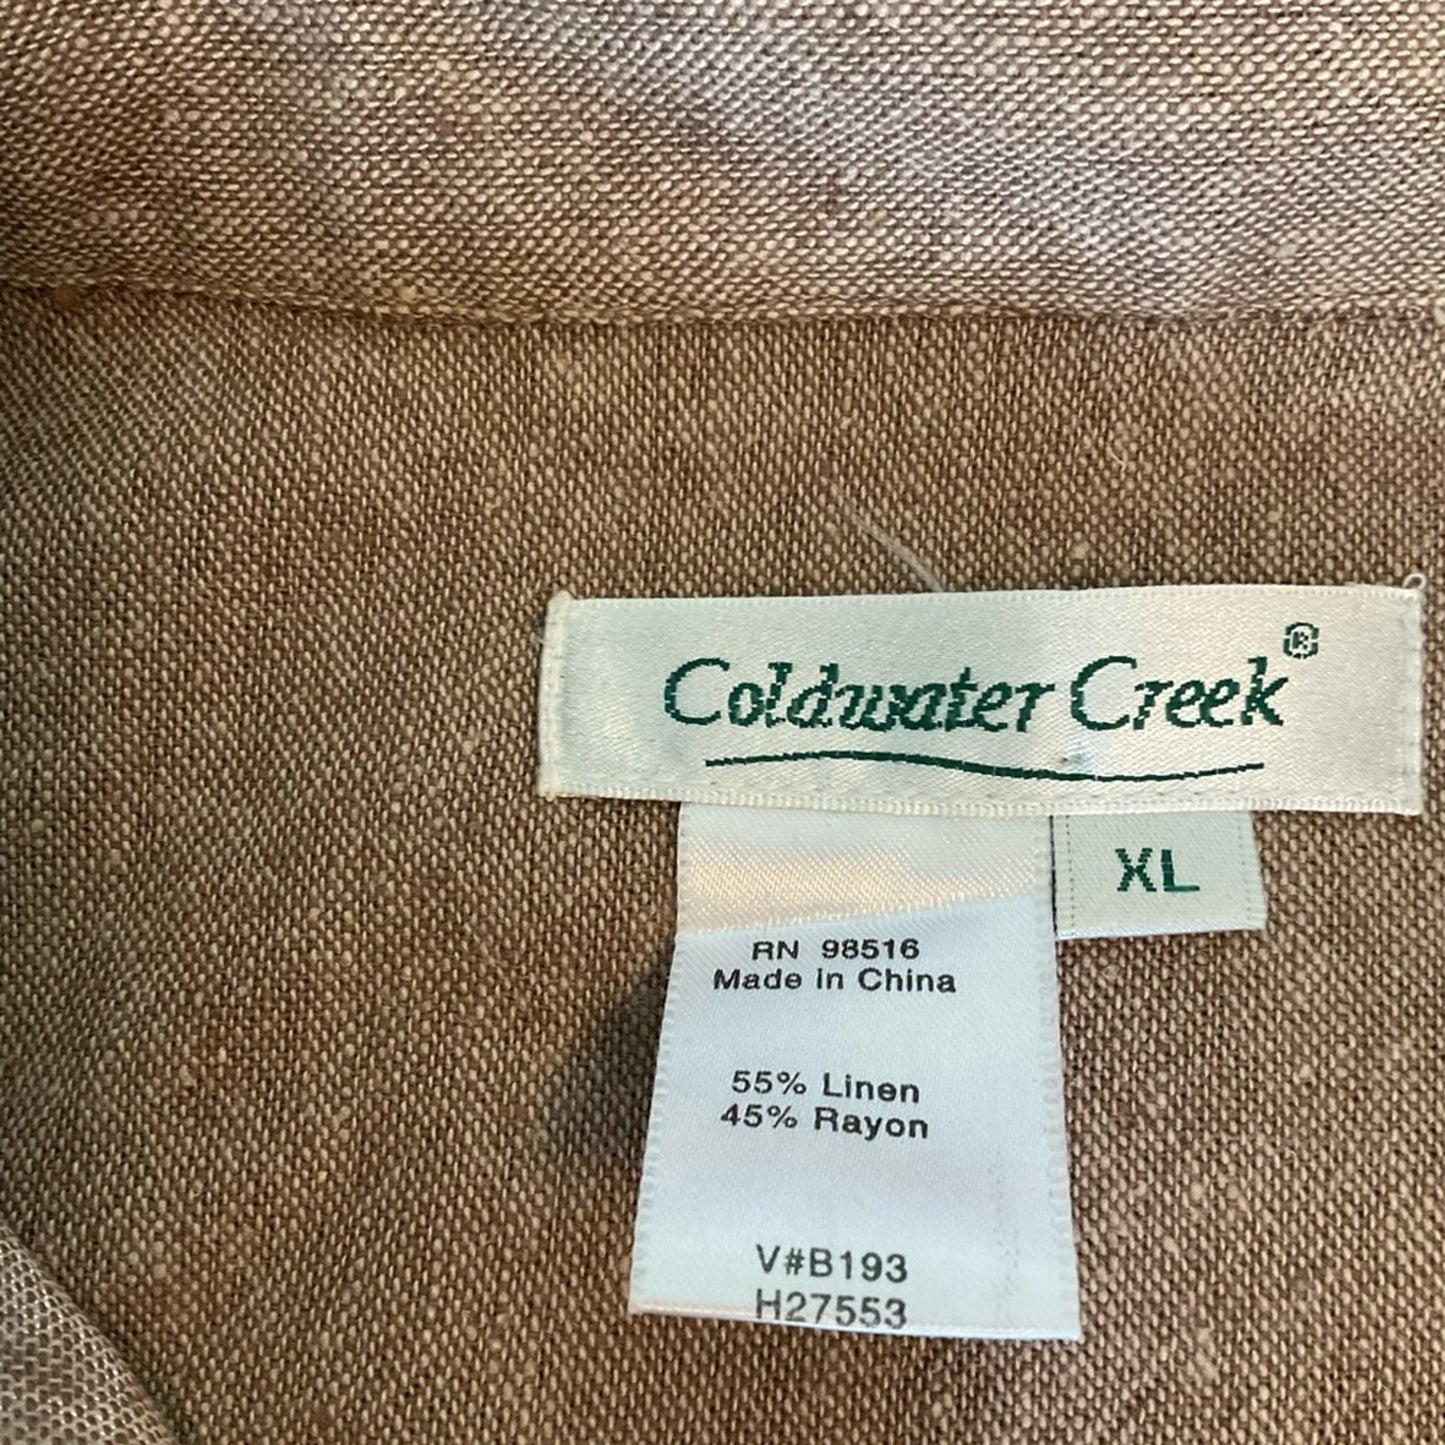 Coldwater Creek®
XL
RN 98516
Made in China
55% Linen
45% Rayon
V#B193
H27553